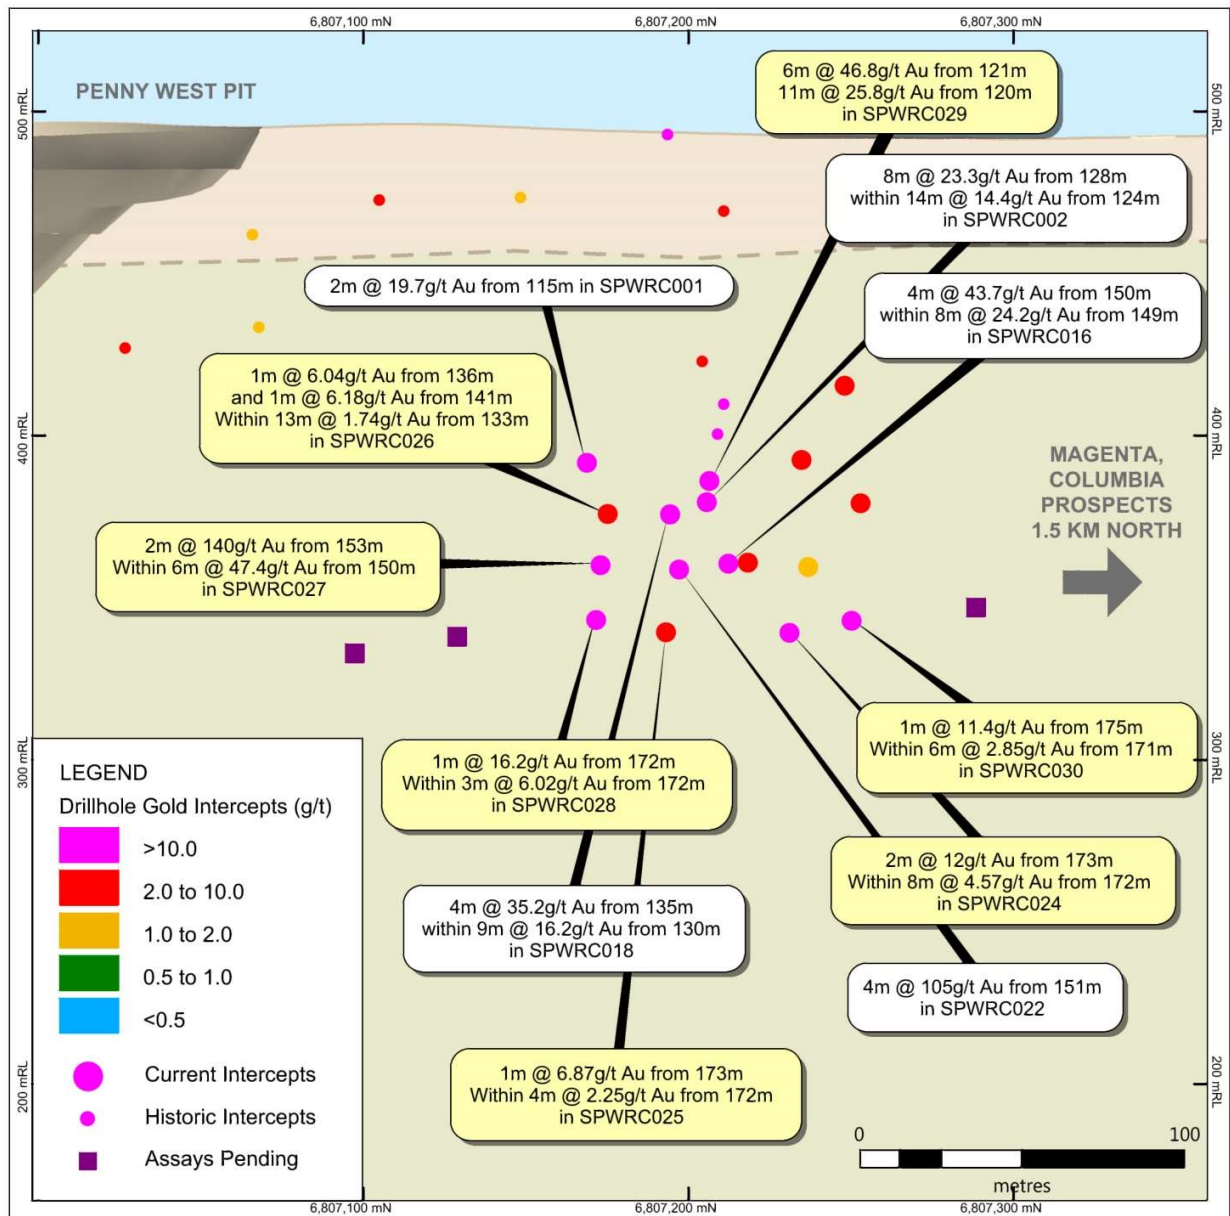 6,807,100 mN
6,807,200 mN
6,807,300 mN
PENNY WEST PIT
500 mRL
500 mRL
6m @ 46.8g/t Au from 121m
11m @ 25.8g/t Au from 120m
in SPWRC029
8m @ 23.3g/t Au from 128m
within 14m @ 14.4g/t Au from 124m
in SPWRC002
2m @ 19.7g/t Au from 115m in SPWRC001
4m @ 43.7g/t Au from 150m
within 8m @ 24.2g/t Au from 149m
in SPWRC016
1m @ 6.04g/t Au from 136m
and 1m @ 6.18g/t Au from 141m
Within 13m @ 1.74g/t Au from 133m
in SPWRC026
400 mRL
400 mRL
MAGENTA,
COLUMBIA
PROSPECTS
1.5 KM NORTH
2m @ 140g/t Au from 153m
Within 6m @ 47.4g/t Au from 150m
in SPWRC027
1m @ 11.4g/t Au from 175m
Within 6m @ 2.85g/t Au from 171m
in SPWRC030
1m @ 16.2g/t Au from 172m
Within 3m @ 6.02g/t Au from 172m
in SPWRC028
300 mRL
300 mRL
2m @ 12g/t Au from 173m
Within 8m @ 4.57g/t Au from 172m
in SPWRC024
4m @ 35.2g/t Au from 135m
within 9m @ 16.2g/t Au from 130m
in SPWRC018
4m @ 105g/t Au from 151m
in SPWRC022
1m @ 6.87g/t Au from 173m
Within 4m @ 2.25g/t Au from 172m
in SPWRC025
200 mRL
200 mRL
LEGEND
Drillhole Gold Intercepts (g/t)
>10.0
2.0 to 10.0
1.0 to 2.0
0.5 to 1.0
<0.5
Current Intercepts
Historic Intercepts
Assays Pending
0
100
metres
6,807,100 mN
6,807,200 mN
6,807,300 mN